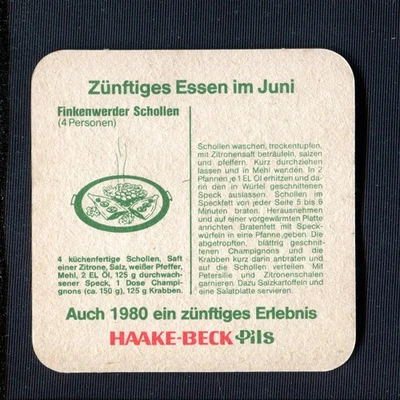 Zünftiges Essen im Juni
Finkenwerder Schollen
(4 Personen)
4 küchenfertige Schollen, Saft
einer Zitrone, Salz, weißer Pfeffer,
Mehl, 2 EL Öl, 125 g durchwach-
sener Speck, 1 Dose Champi-
gnons (ca. 150 g), 125 g Krabben.
Schollen waschen, trockentupfen,
mit Zitronensaft beträufeln, salzen
und pfeffern. Kurz durchziehen
lassen und in Mehl wenden. In 2
Pfannen je 1 EL Öl erhitzen und da-
rin den in Würfel geschnittenen
Speck auslassen. Schollen im
Speckfett von jeder Seite 5 bis 6
Minuten braten. Herausnehmen
und auf einer vorgewärmten Platte
anrichten. Bratenfett mit Speck-
würfeln in eine Pfanne geben. Die
abgetropften, blättrig geschnit-
tenen Champignons und die
Krabben kurz darin anbraten und
auf die Schollen verteilen. Mit
Petersilie und Zitronenschalen
garnieren. Dazu Salzkartoffeln und
eine Salatplatte servieren.
Auch 1980 ein zünftiges Erlebnis
HAAKE-BECK Pils